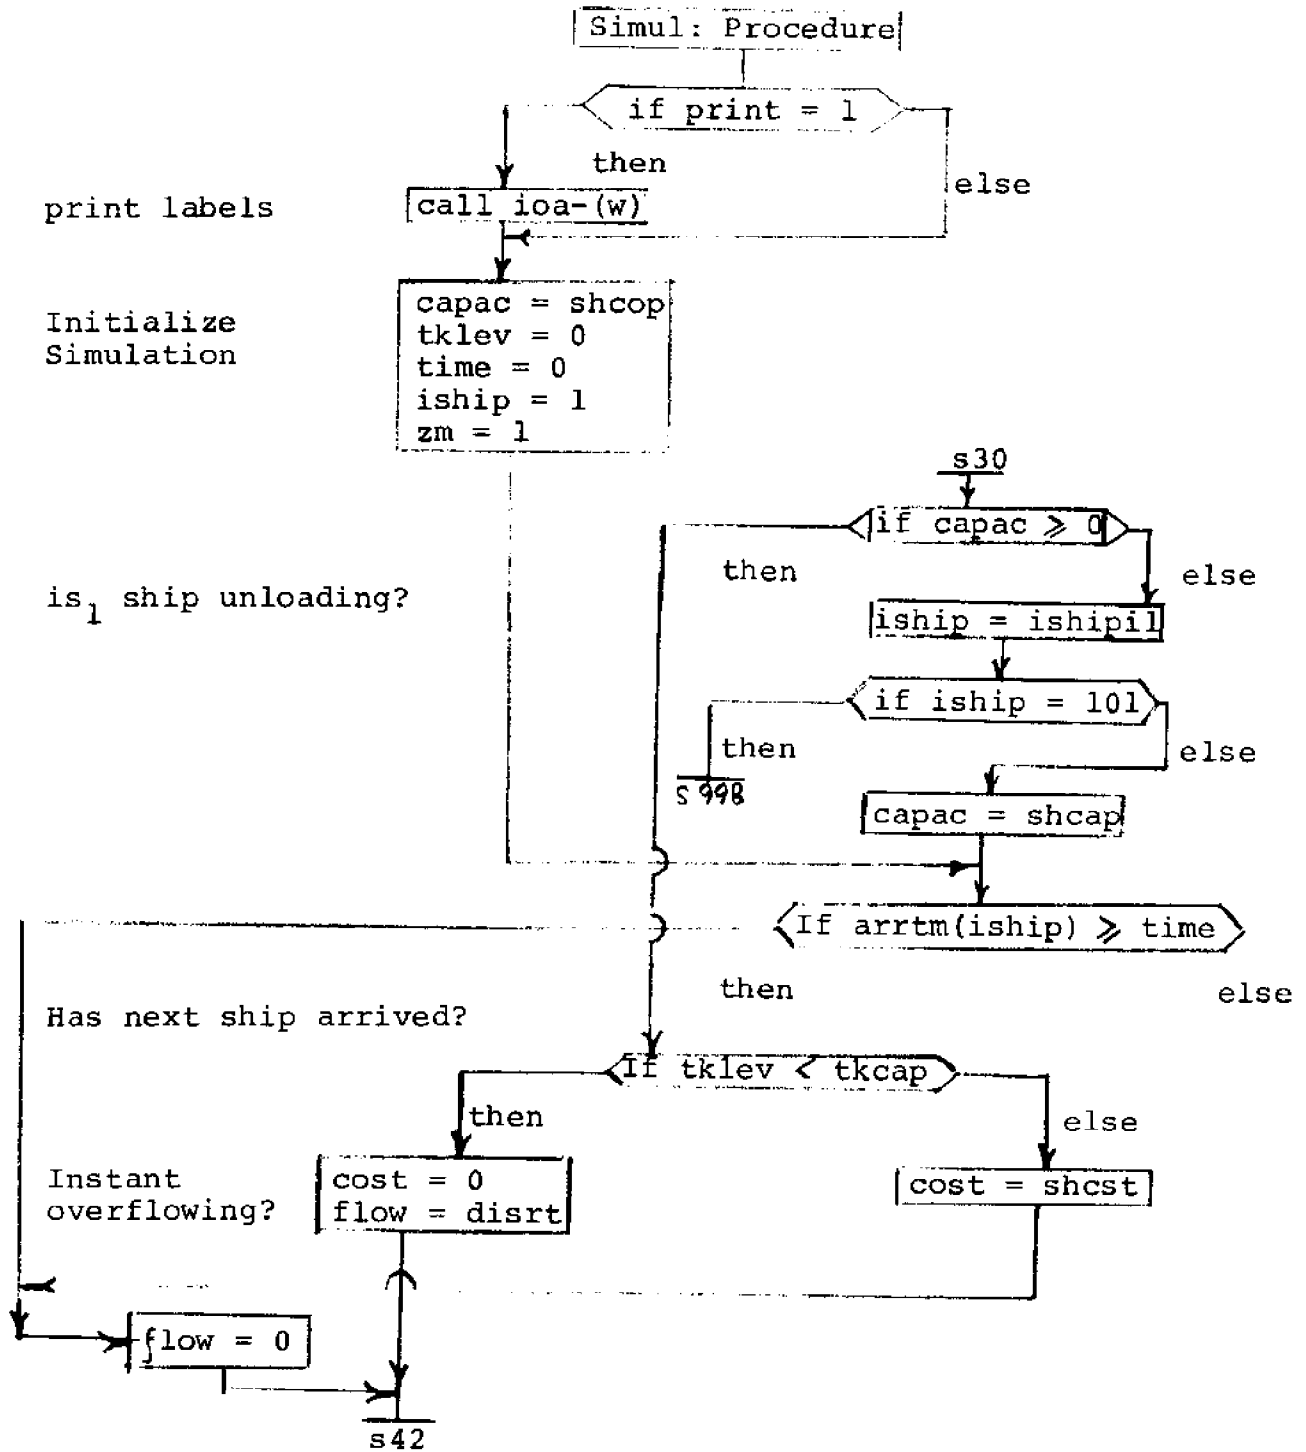 Simul: Procedure
if print = 1
then
else
print labels
call ioa-(w)
Initialize
Simulation
capac = shcop
tklev = 0
time = 0
iship = 1
zm = 1
s30
if capac ⩾ 0
then
else
is₁ ship unloading?
iship = ishipil
if iship = 101
then
else
s998
capac = shcap
If arrtm(iship) ⩾ time
then
else
Has next ship arrived?
If tklev < tkcap
then
else
Instant
overflowing?
cost = 0
flow = disrt
cost = shcst
flow = 0
s42